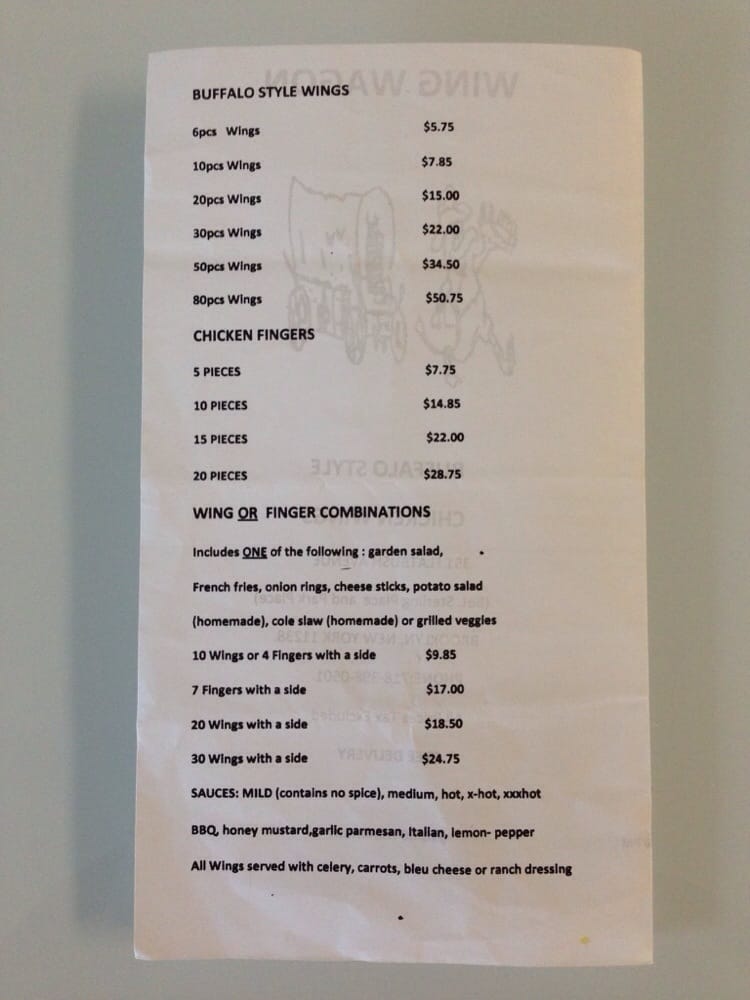 WING WAGON
BUFFALO STYLE WINGS
6pcs Wings $5.75
10pcs Wings $7.85
20pcs Wings $15.00
30pcs Wings $22.00
50pcs Wings $34.50
80pcs Wings $50.75
CHICKEN FINGERS
5 PIECES $7.75
10 PIECES $14.85
15 PIECES $22.00
20 PIECES $28.75
WING OR FINGER COMBINATIONS
Includes ONE of the following : garden salad,
French fries, onion rings, cheese sticks, potato salad
(homemade), cole slaw (homemade) or grilled veggies
10 Wings or 4 Fingers with a side $9.85
7 Fingers with a side $17.00
20 Wings with a side $18.50
30 Wings with a side $24.75
SAUCES: MILD (contains no spice), medium, hot, x-hot, xxxhot
BBQ, honey mustard,garlic parmesan, Italian, lemon- pepper
All Wings served with celery, carrots, bleu cheese or ranch dressing